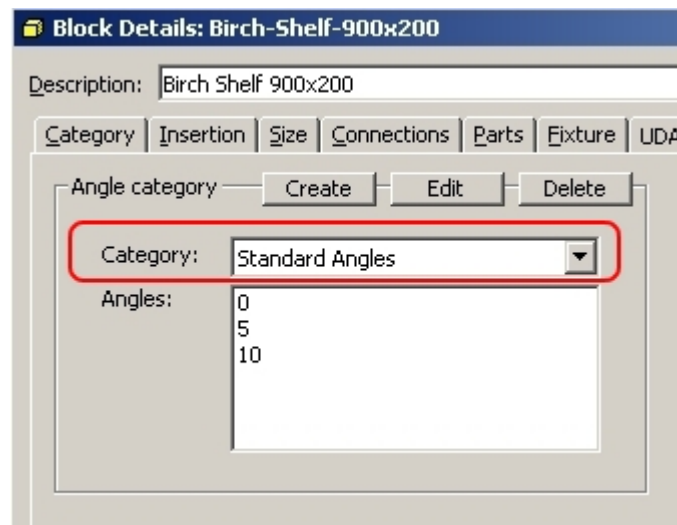 Block Details: Birch-Shelf-900x200
Description: Birch Shelf 900x200
Category Insertion Size Connections Parts Fixture UDA
Angle category Create Edit Delete
Category: Standard Angles
Angles: 0
5
10